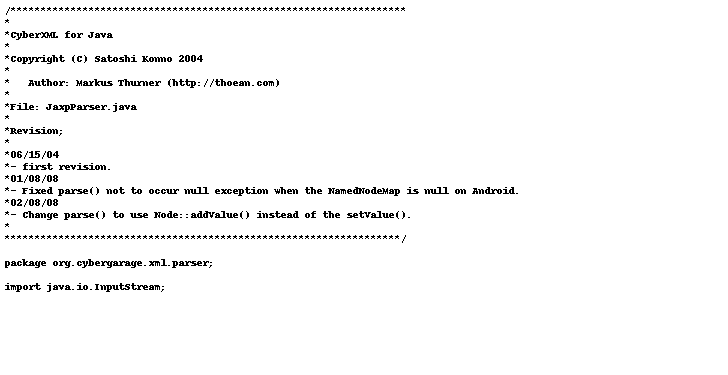 /******************************************************************
*
*CyberXML for Java
*
*Copyright (C) Satoshi Konno 2004
*
*   Author: Markus Thurner (http://thoean.com)
*
*File: JaxpParser.java
*
*Revision;
*
*06/15/04
*- first revision.
*01/08/08
*- Fixed parse() not to occur null exception when the NamedNodeMap is null on Android.
*02/08/08
*- Change parse() to use Node::addValue() instead of the setValue().
*
******************************************************************/
package org.cybergarage.xml.parser;
import java.io.InputStream;